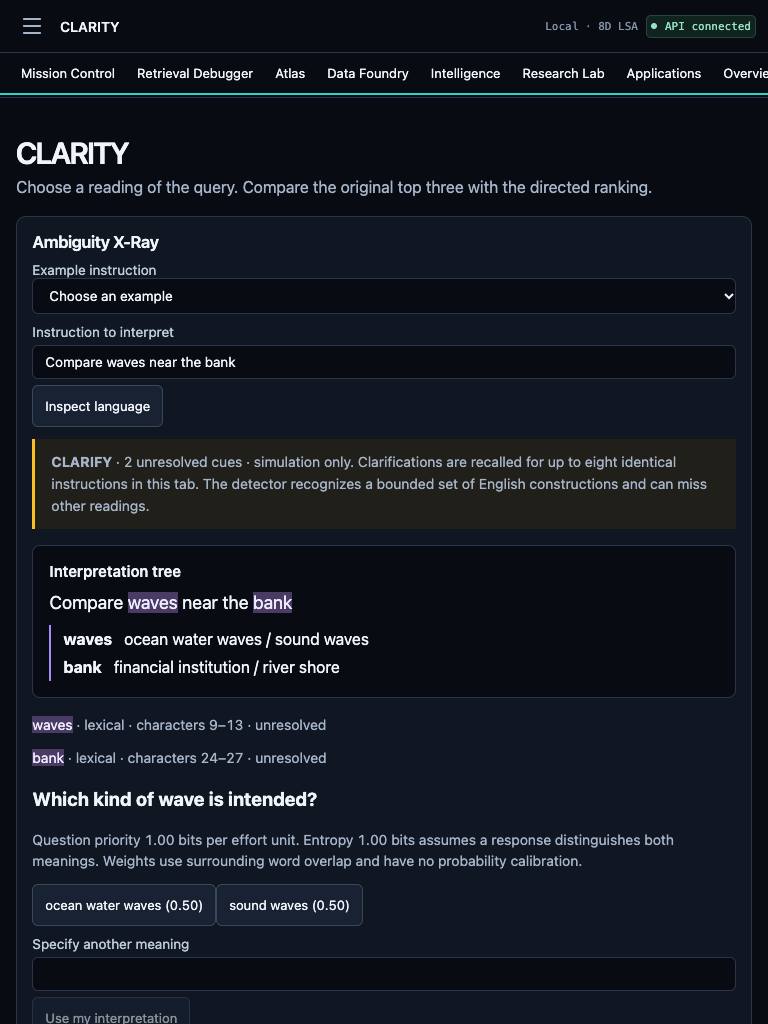 CLARITY
Local · 8D LSA
API connected
Mission Control
Retrieval Debugger
Atlas
Data Foundry
Intelligence
Research Lab
Applications
Overvie
CLARITY
Choose a reading of the query. Compare the original top three with the directed ranking.
Ambiguity X-Ray
Example instruction
Choose an example
Instruction to interpret
Compare waves near the bank
Inspect language
CLARIFY · 2 unresolved cues · simulation only. Clarifications are recalled for up to eight identical
instructions in this tab. The detector recognizes a bounded set of English constructions and can miss
other readings.
Interpretation tree
Compare waves near the bank
waves ocean water waves / sound waves
bank financial institution / river shore
waves · lexical · characters 9–13 · unresolved
bank · lexical · characters 24–27 · unresolved
Which kind of wave is intended?
Question priority 1.00 bits per effort unit. Entropy 1.00 bits assumes a response distinguishes both
meanings. Weights use surrounding word overlap and have no probability calibration.
ocean water waves (0.50)
sound waves (0.50)
Specify another meaning
Use my interpretation